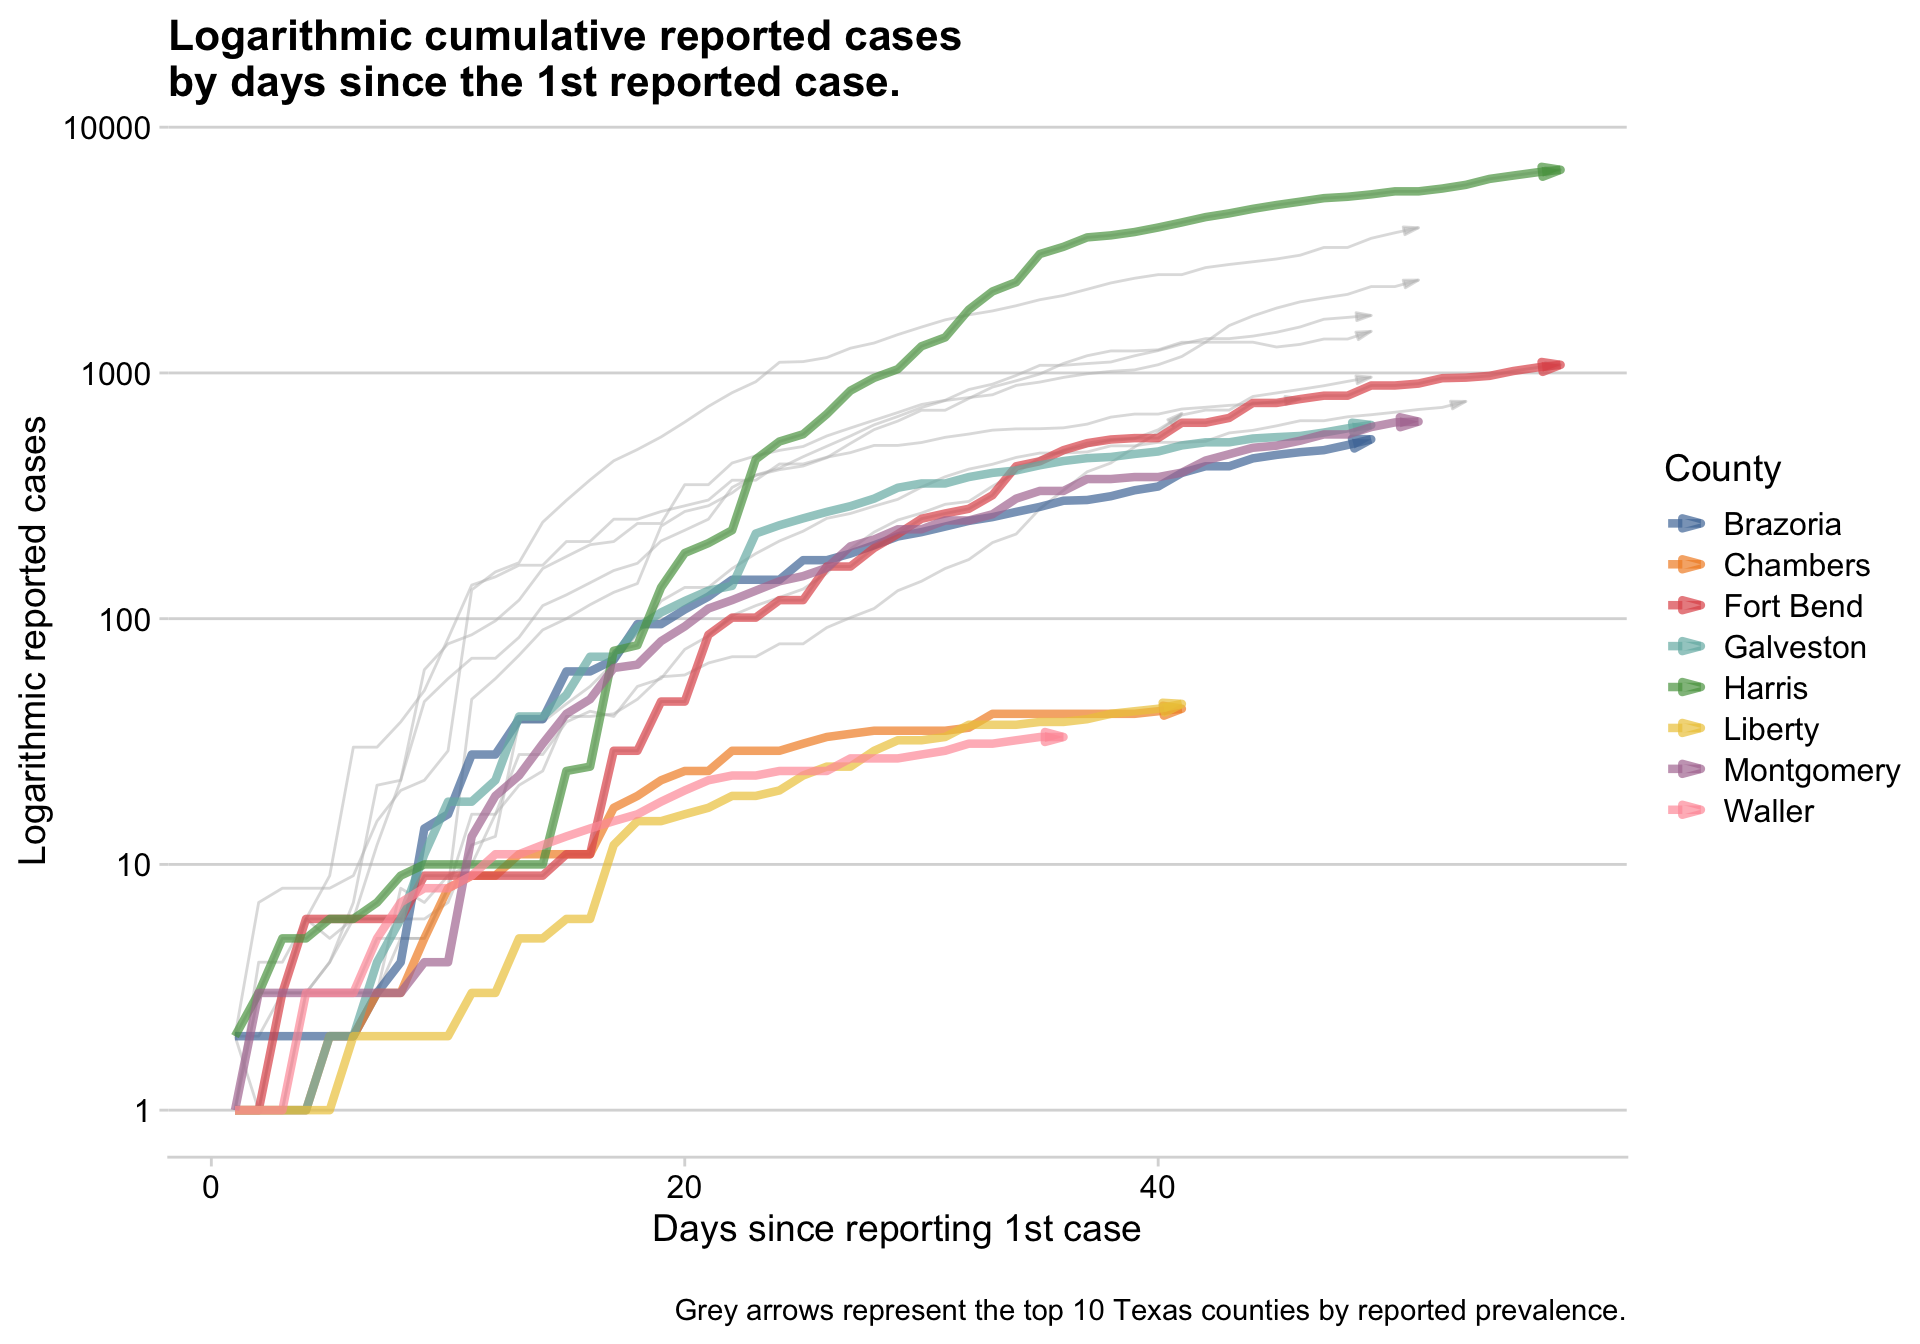 Logarithmic cumulative reported cases
by days since the 1st reported case.
10000
1000
100
10
1
Logarithmic reported cases
0 20 40
Days since reporting 1st case
County
Brazoria
Chambers
Fort Bend
Galveston
Harris
Liberty
Montgomery
Waller
Grey arrows represent the top 10 Texas counties by reported prevalence.